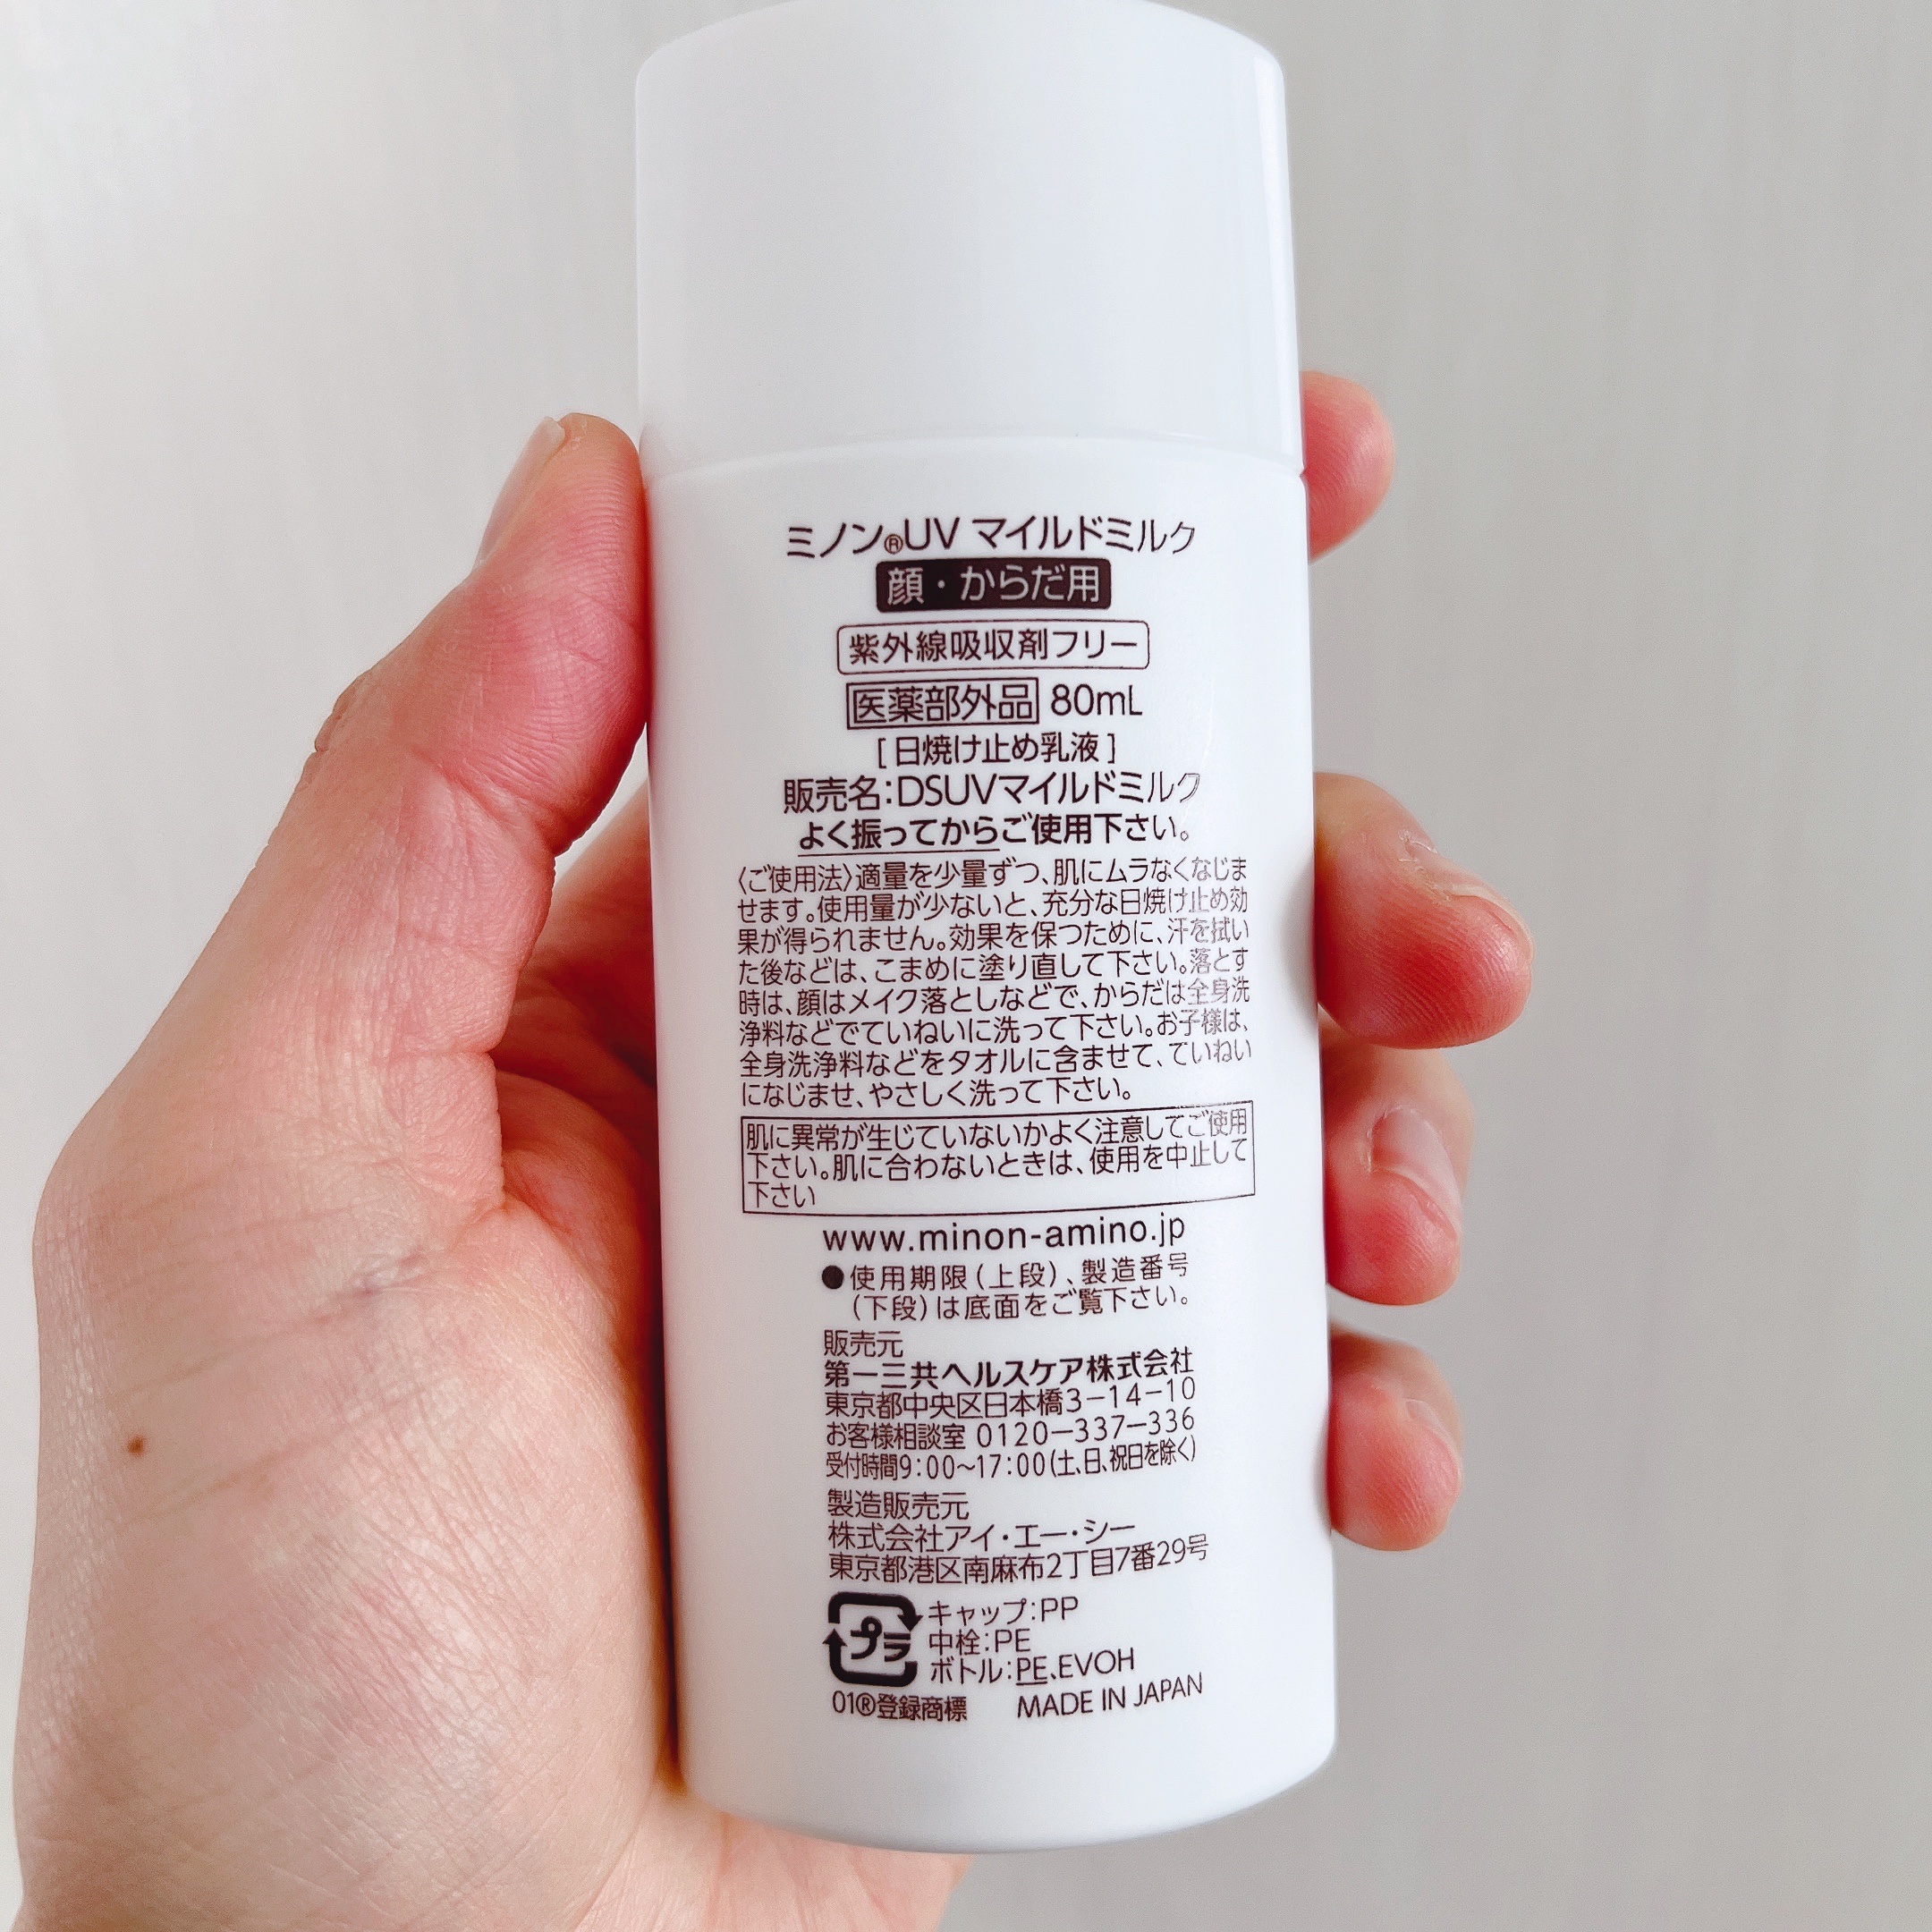 ミノン®UV マイルドミルク
顔・からだ用
紫外線吸収剤フリー
医薬部外品 80mL
[日焼け止め乳液]
販売名:DSUVマイルドミルク
よく振ってからご使用下さい。
〈ご使用法〉適量を少量ずつ、肌にムラなくなじま
せます。使用量が少ないと、充分な日焼け止め効
果が得られません。効果を保つために、汗を拭い
た後などは、こまめに塗り直して下さい。落とす
時は、顔はメイク落としなどで、からだは全身洗
浄料などでていねいに洗って下さい。お子様は、
全身洗浄料などをタオルに含ませて、ていねい
になじませ、やさしく洗って下さい。
肌に異常が生じていないかよく注意してご使用
下さい。肌に合わないときは、使用を中止して
下さい
www.minon-amino.jp
●使用期限(上段)、製造番号
(下段)は底面をご覧下さい。
販売元
第一三共ヘルスケア株式会社
東京都中央区日本橋3-14-10
お客様相談室 0120-337-336
受付時間9:00~17:00(土、日、祝日を除く)
製造販売元
株式会社アイ・エー・シー
東京都港区南麻布2丁目7番29号
プラ
キャップ:PP
中栓:PE
ボトル:PE、EVOH
01®登録商標 MADE IN JAPAN